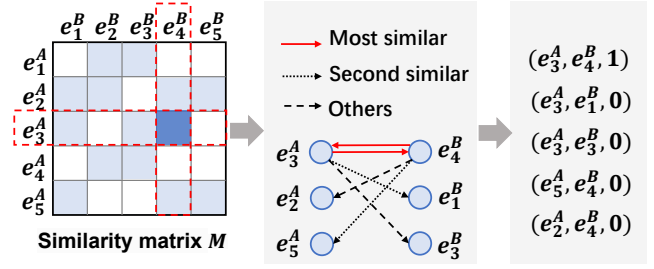 e₁ᴮ e₂ᴮ e₃ᴮ e₄ᴮ e₅ᴮ
e₁ᴬ
e₂ᴬ
e₃ᴬ
e₄ᴬ
e₅ᴬ
Similarity matrix M
Most similar
Second similar
Others
e₃ᴬ e₄ᴮ
e₂ᴬ e₁ᴮ
e₅ᴬ e₃ᴮ
(e₃ᴬ, e₄ᴮ, 1)
(e₃ᴬ, e₁ᴮ, 0)
(e₃ᴬ, e₃ᴮ, 0)
(e₅ᴬ, e₄ᴮ, 0)
(e₂ᴬ, e₄ᴮ, 0)